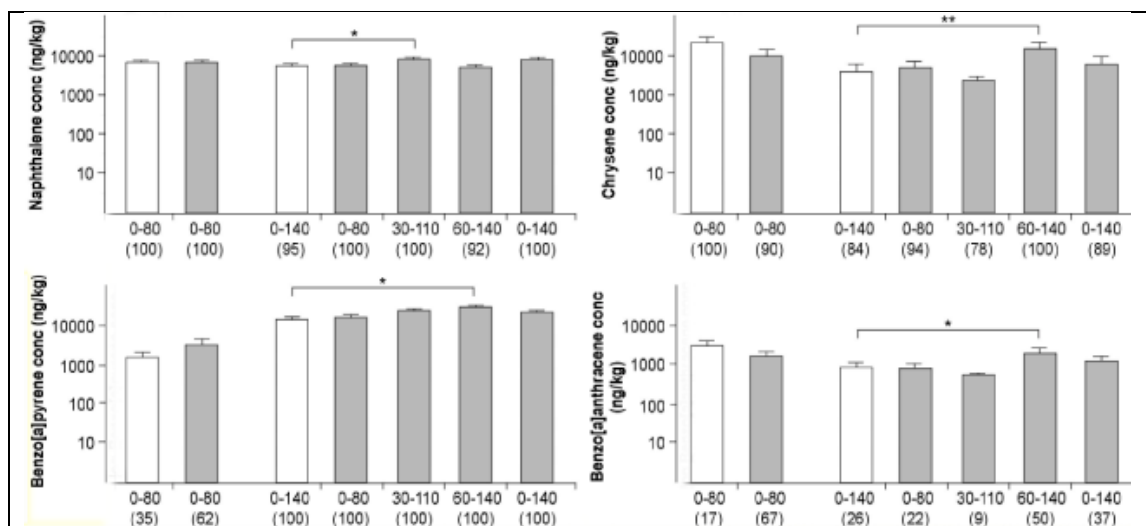 Naphthalene conc (ng/kg)
10000
1000
100
10
*
0-80 0-80 0-140 0-80 30-110 60-140 0-140
(100) (100) (95) (100) (100) (92) (100)
Chrysene conc (ng/kg)
10000
1000
100
10
**
0-80 0-80 0-140 0-80 30-110 60-140 0-140
(100) (90) (84) (94) (78) (100) (89)
Benzo[a]pyrene conc (ng/kg)
10000
1000
100
10
*
0-80 0-80 0-140 0-80 30-110 60-140 0-140
(35) (62) (100) (100) (100) (100) (100)
Benzo[a]anthracene conc
(ng/kg)
10000
1000
100
10
*
0-80 0-80 0-140 0-80 30-110 60-140 0-140
(17) (67) (26) (22) (9) (50) (37)